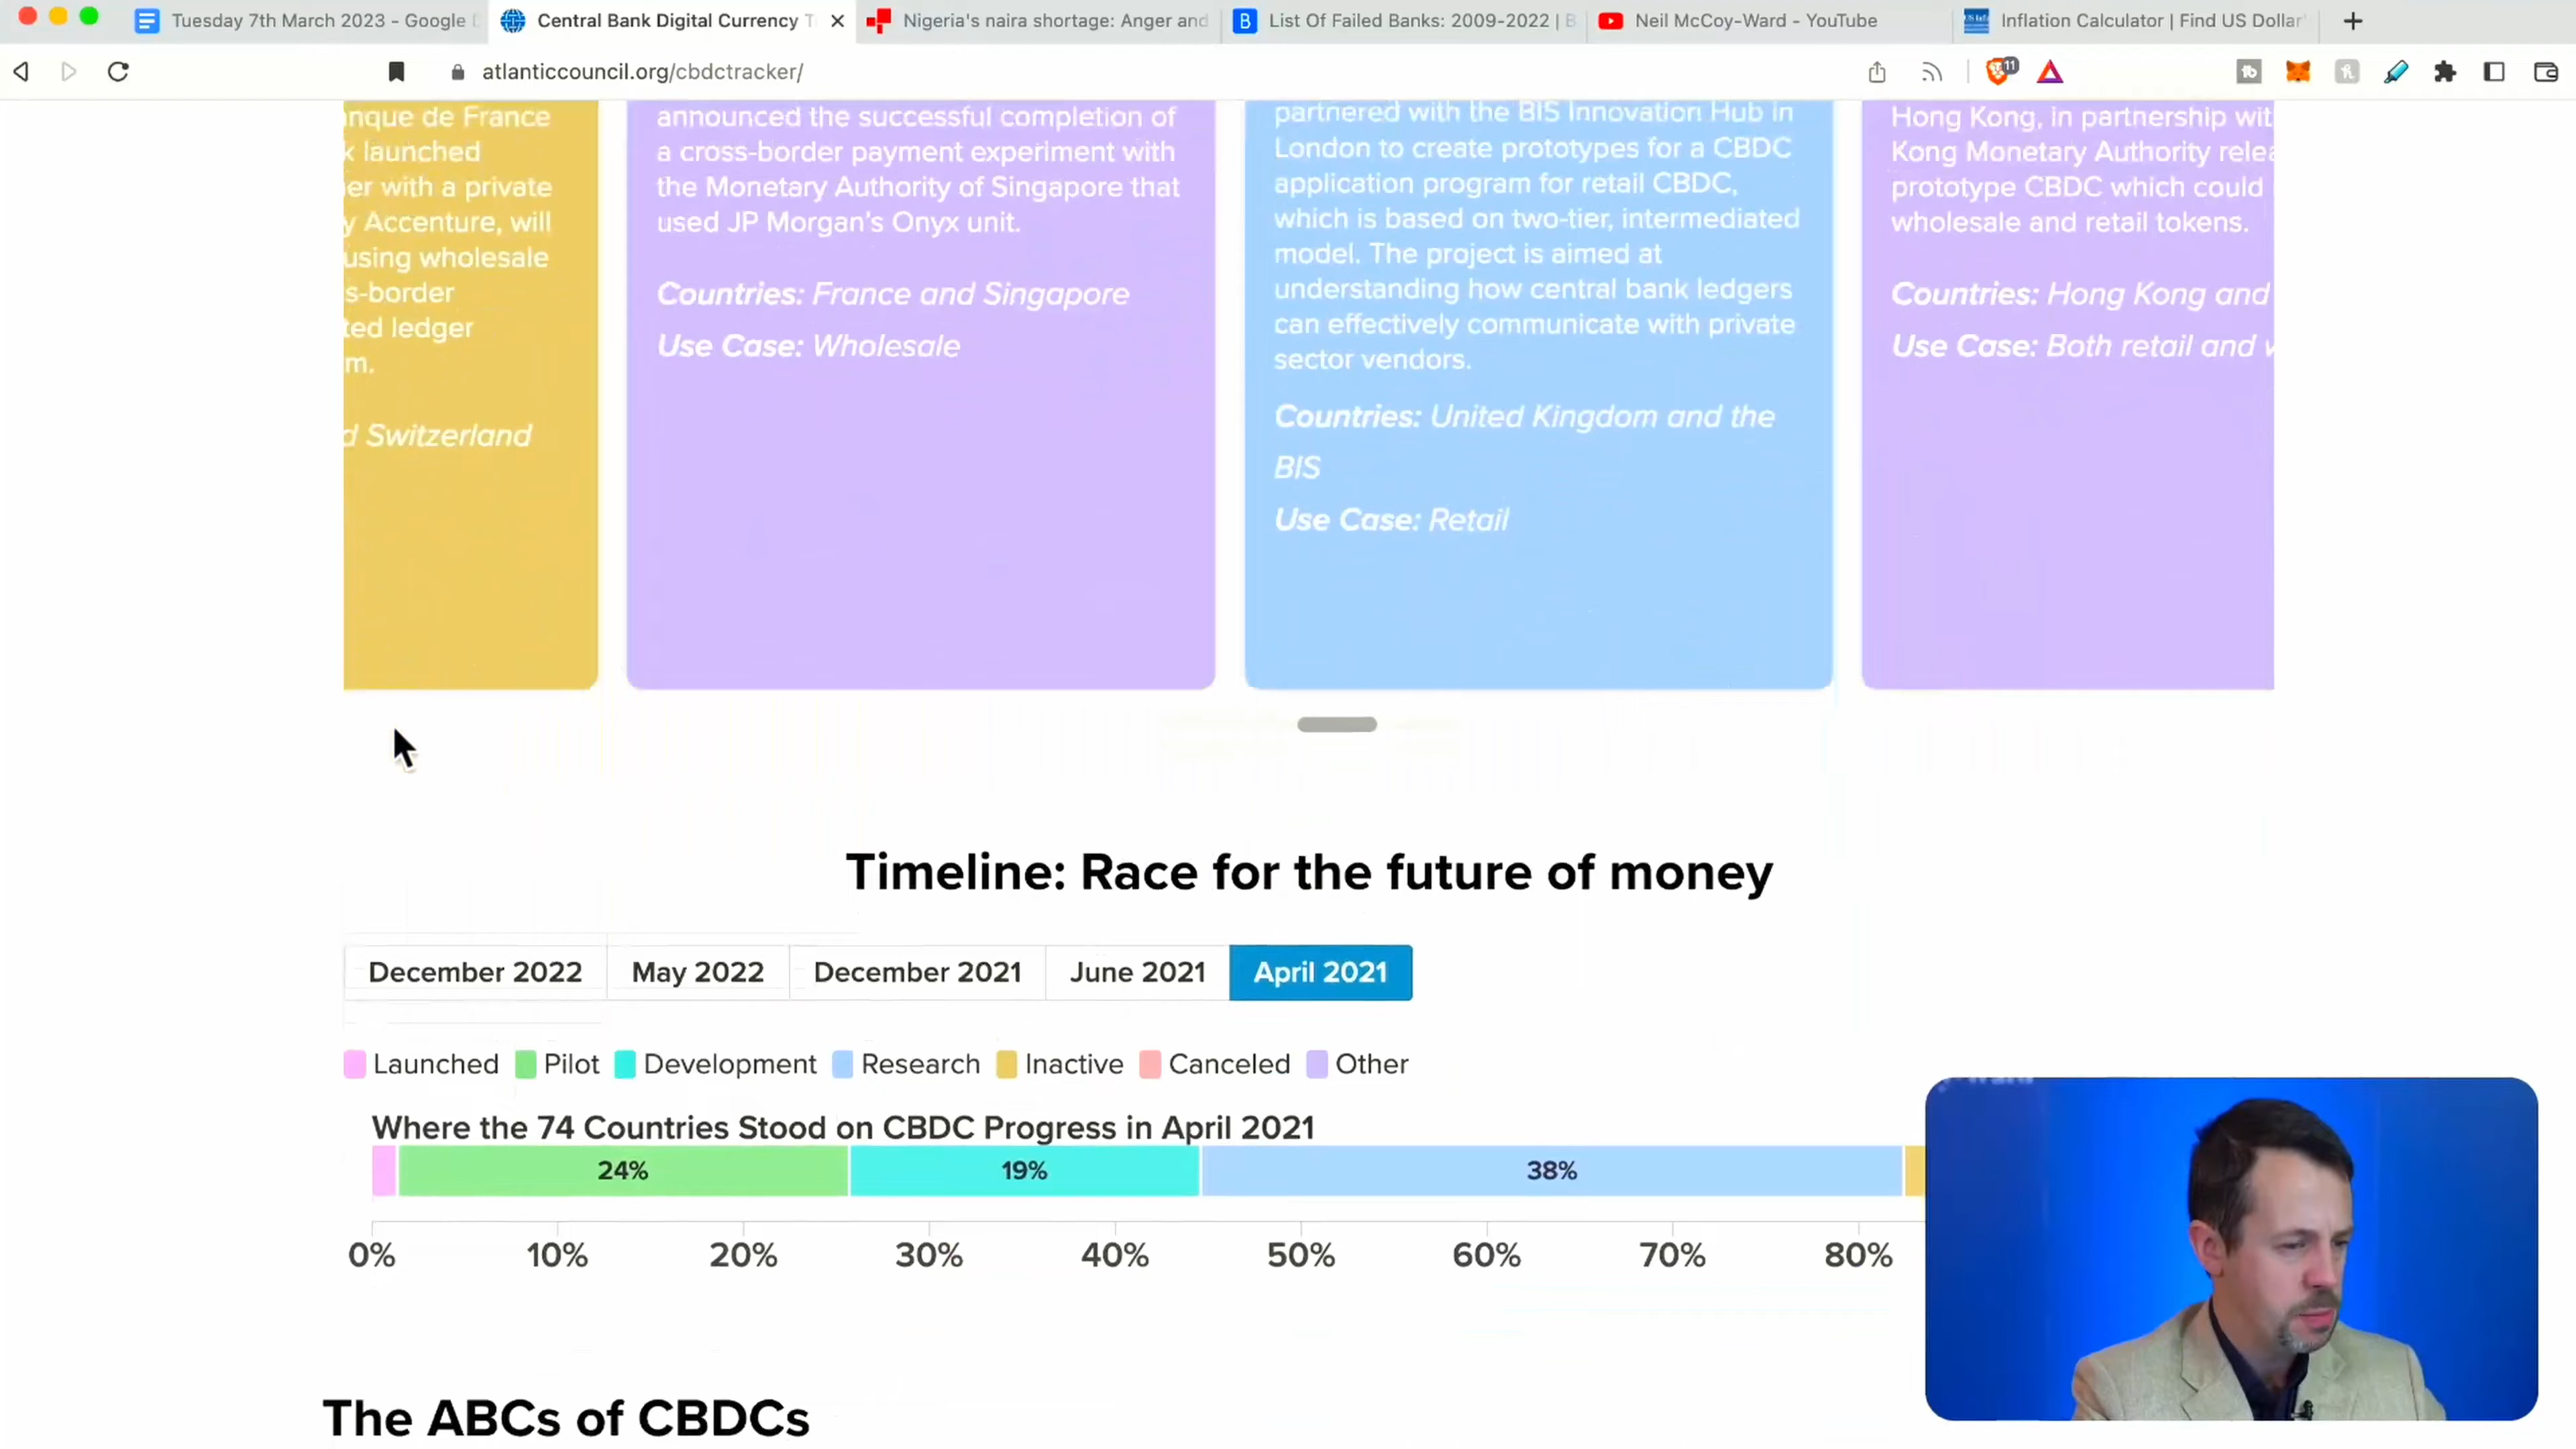 Tuesday 7th March 2023 - Google D
Central Bank Digital Currency T
Nigeria's naira shortage: Anger and
List Of Failed Banks: 2009-2022 | B
Neil McCoy-Ward - YouTube
Inflation Calculator | Find US Dollar'
atlanticcouncil.org/cbdctracker/
11
nque de France
k launched
er with a private
y Accenture, will
using wholesale
s-border
ted ledger
m.
d Switzerland
announced the successful completion of
a cross-border payment experiment with
the Monetary Authority of Singapore that
used JP Morgan's Onyx unit.
Countries: France and Singapore
Use Case: Wholesale
partnered with the BIS Innovation Hub in
London to create prototypes for a CBDC
application program for retail CBDC,
which is based on two-tier, intermediated
model. The project is aimed at
understanding how central bank ledgers
can effectively communicate with private
sector vendors.
Countries: United Kingdom and the
BIS
Use Case: Retail
Hong Kong, in partnership wit
Kong Monetary Authority relea
prototype CBDC which could
wholesale and retail tokens.
Countries: Hong Kong and
Use Case: Both retail and w
Timeline: Race for the future of money
December 2022
May 2022
December 2021
June 2021
April 2021
Launched
Pilot
Development
Research
Inactive
Canceled
Other
Where the 74 Countries Stood on CBDC Progress in April 2021
24%
19%
38%
0%
10%
20%
30%
40%
50%
60%
70%
80%
The ABCs of CBDCs